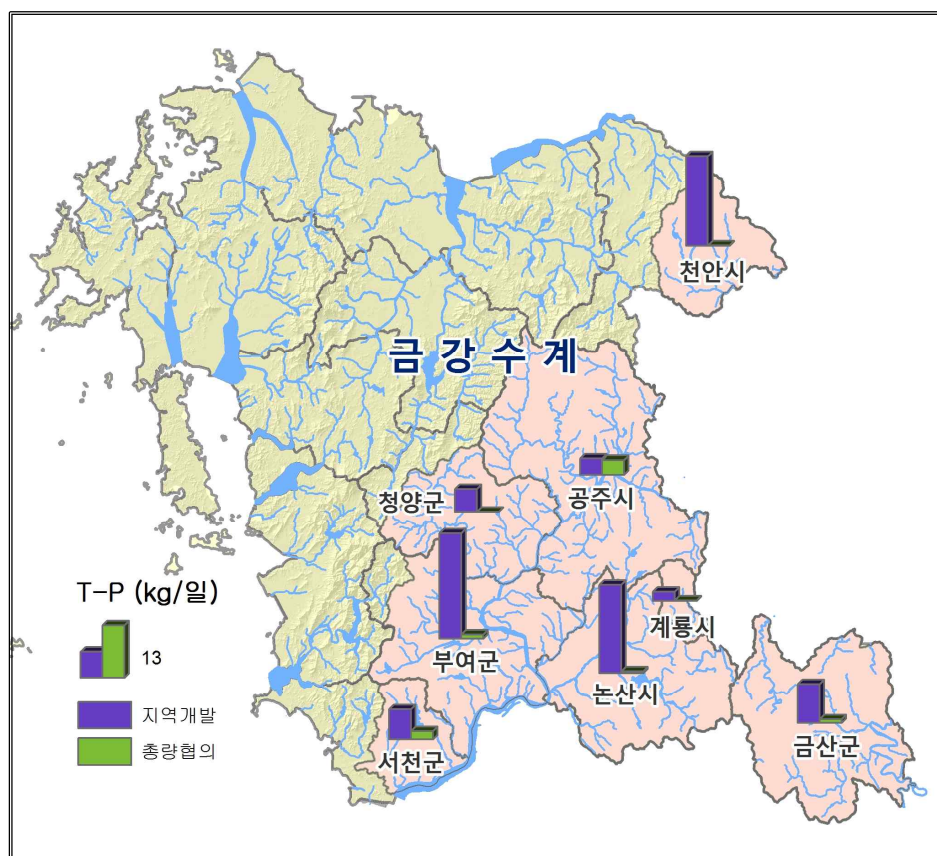 천안시
금강수계
청양군
공주시
T-P (kg/일)
계룡시
13
부여군
논산시
지역개발
금산군
총량협의
서천군